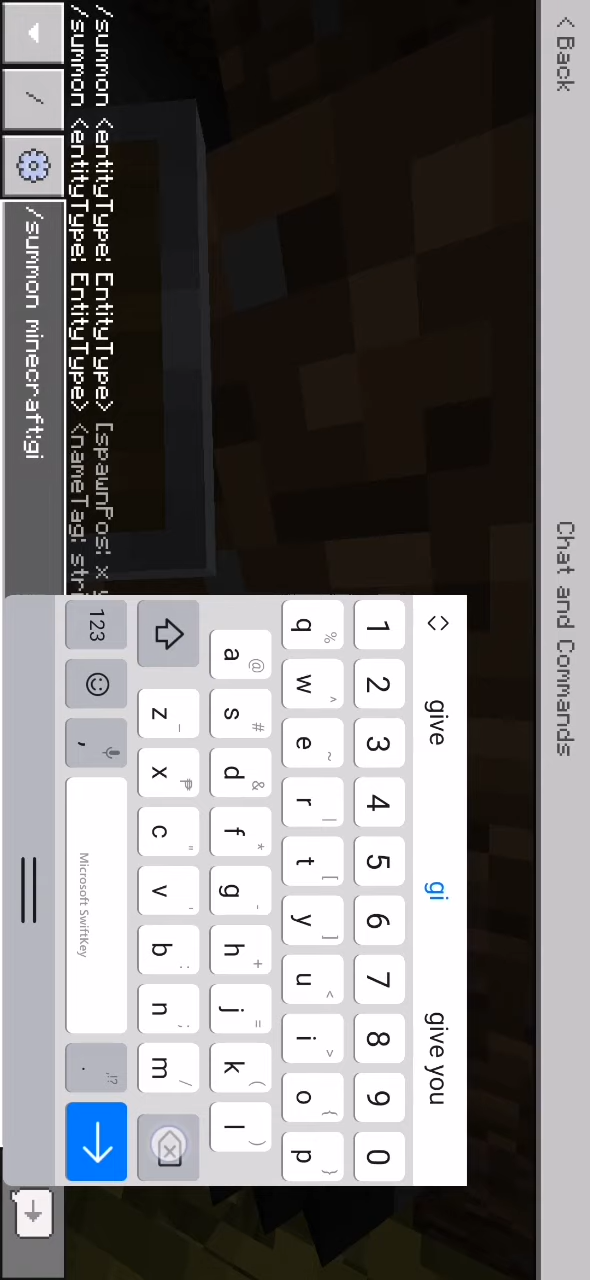 < Back
Chat and Commands
/summon <entityType: EntityType> [spawnPos: x
/summon <entityType: EntityType> <nameTag: stri
/
/summon minecraft:gi
give gi give you
1 2 3 4 5 6 7 8 9 0
q w e r t y u i o p
% ^ ~ | [ ] < > { }
a s d f g h j k l
@ # & * - + = ( )
z x c v b n m
_ ₱ " ' : ; /
123 , Microsoft SwiftKey . ,!?